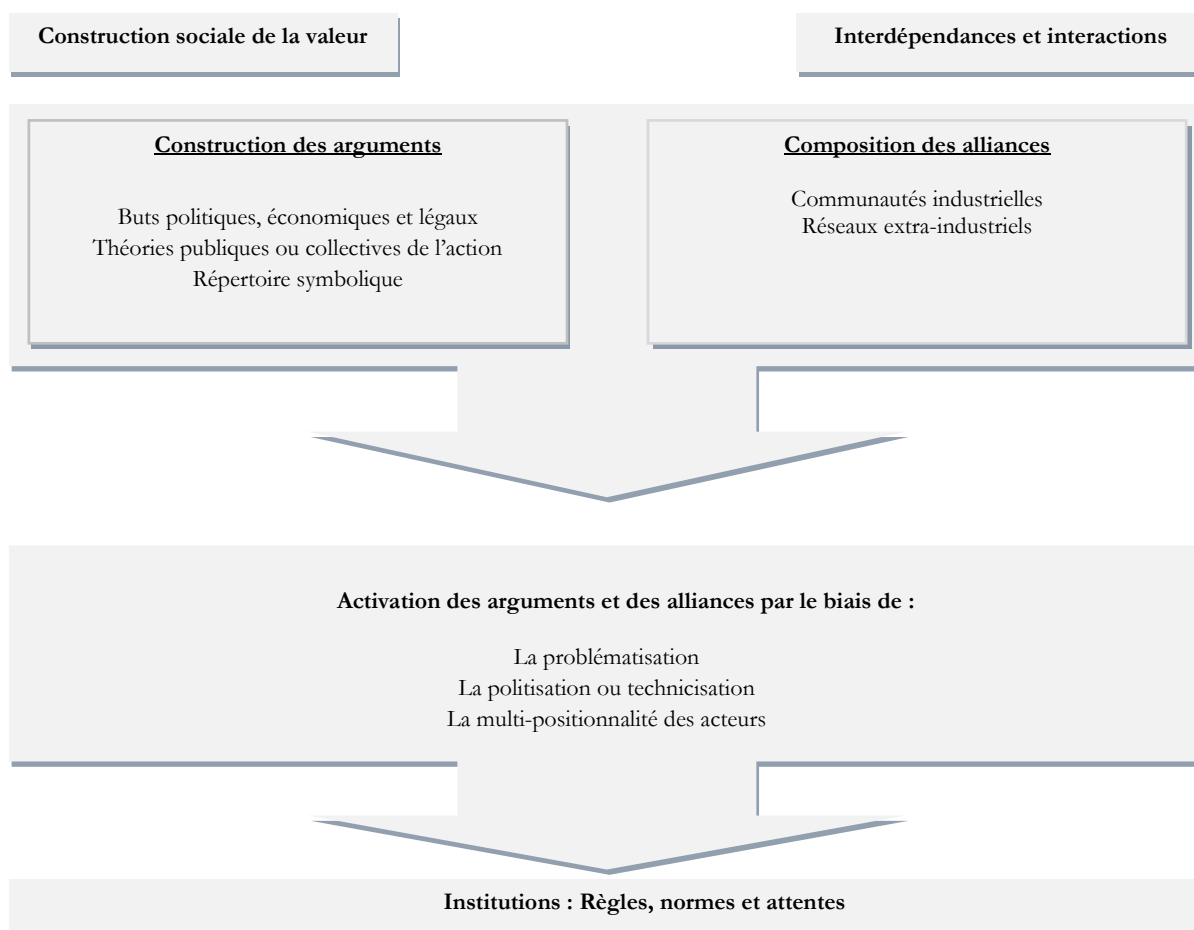 Construction sociale de la valeur
Interdépendances et interactions
Construction des arguments
Buts politiques, économiques et légaux
Théories publiques ou collectives de l’action
Répertoire symbolique
Composition des alliances
Communautés industrielles
Réseaux extra-industriels
Activation des arguments et des alliances par le biais de :
La problématisation
La politisation ou technicisation
La multi-positionnalité des acteurs
Institutions : Règles, normes et attentes